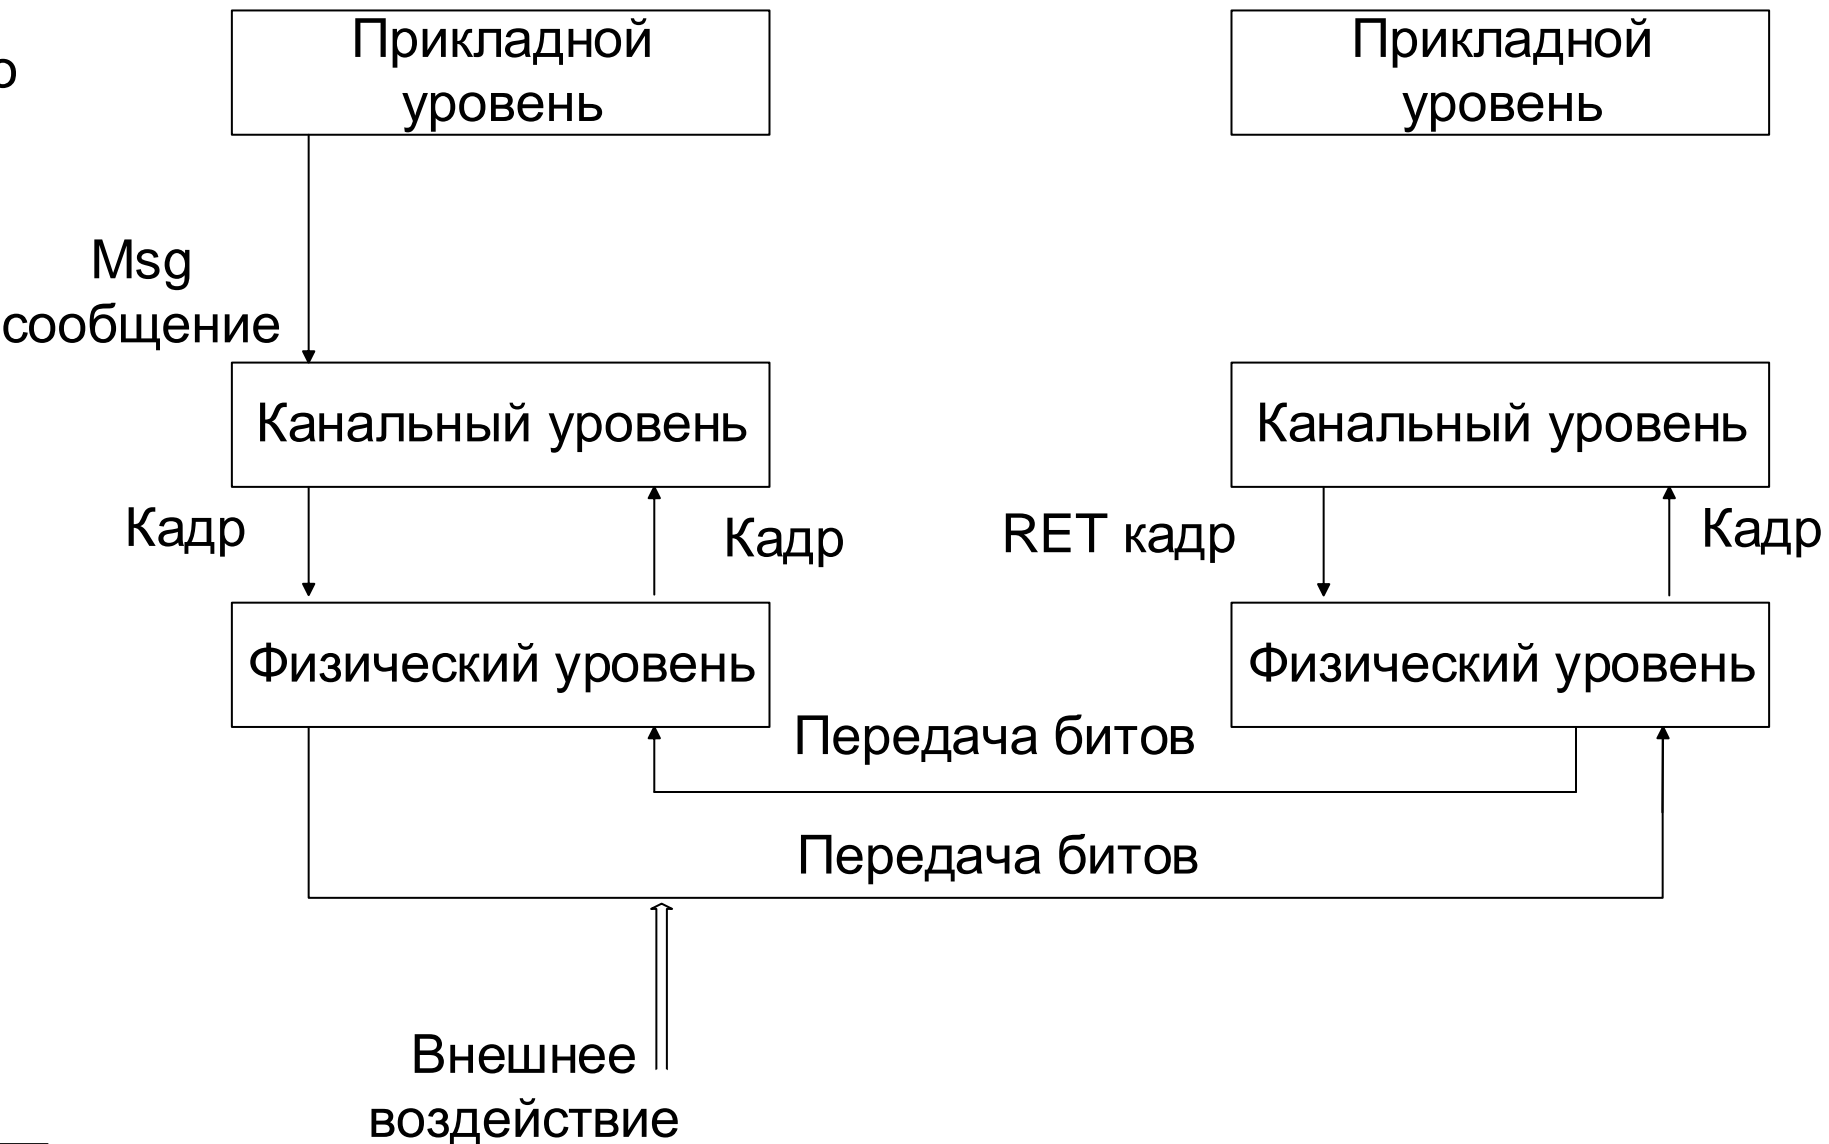 Прикладной
уровень
Прикладной
уровень
о
Msg
сообщение
Канальный уровень
Канальный уровень
Кадр
Кадр
RET кадр
Кадр
Физический уровень
Физический уровень
Передача битов
Передача битов
Внешнее
воздействие